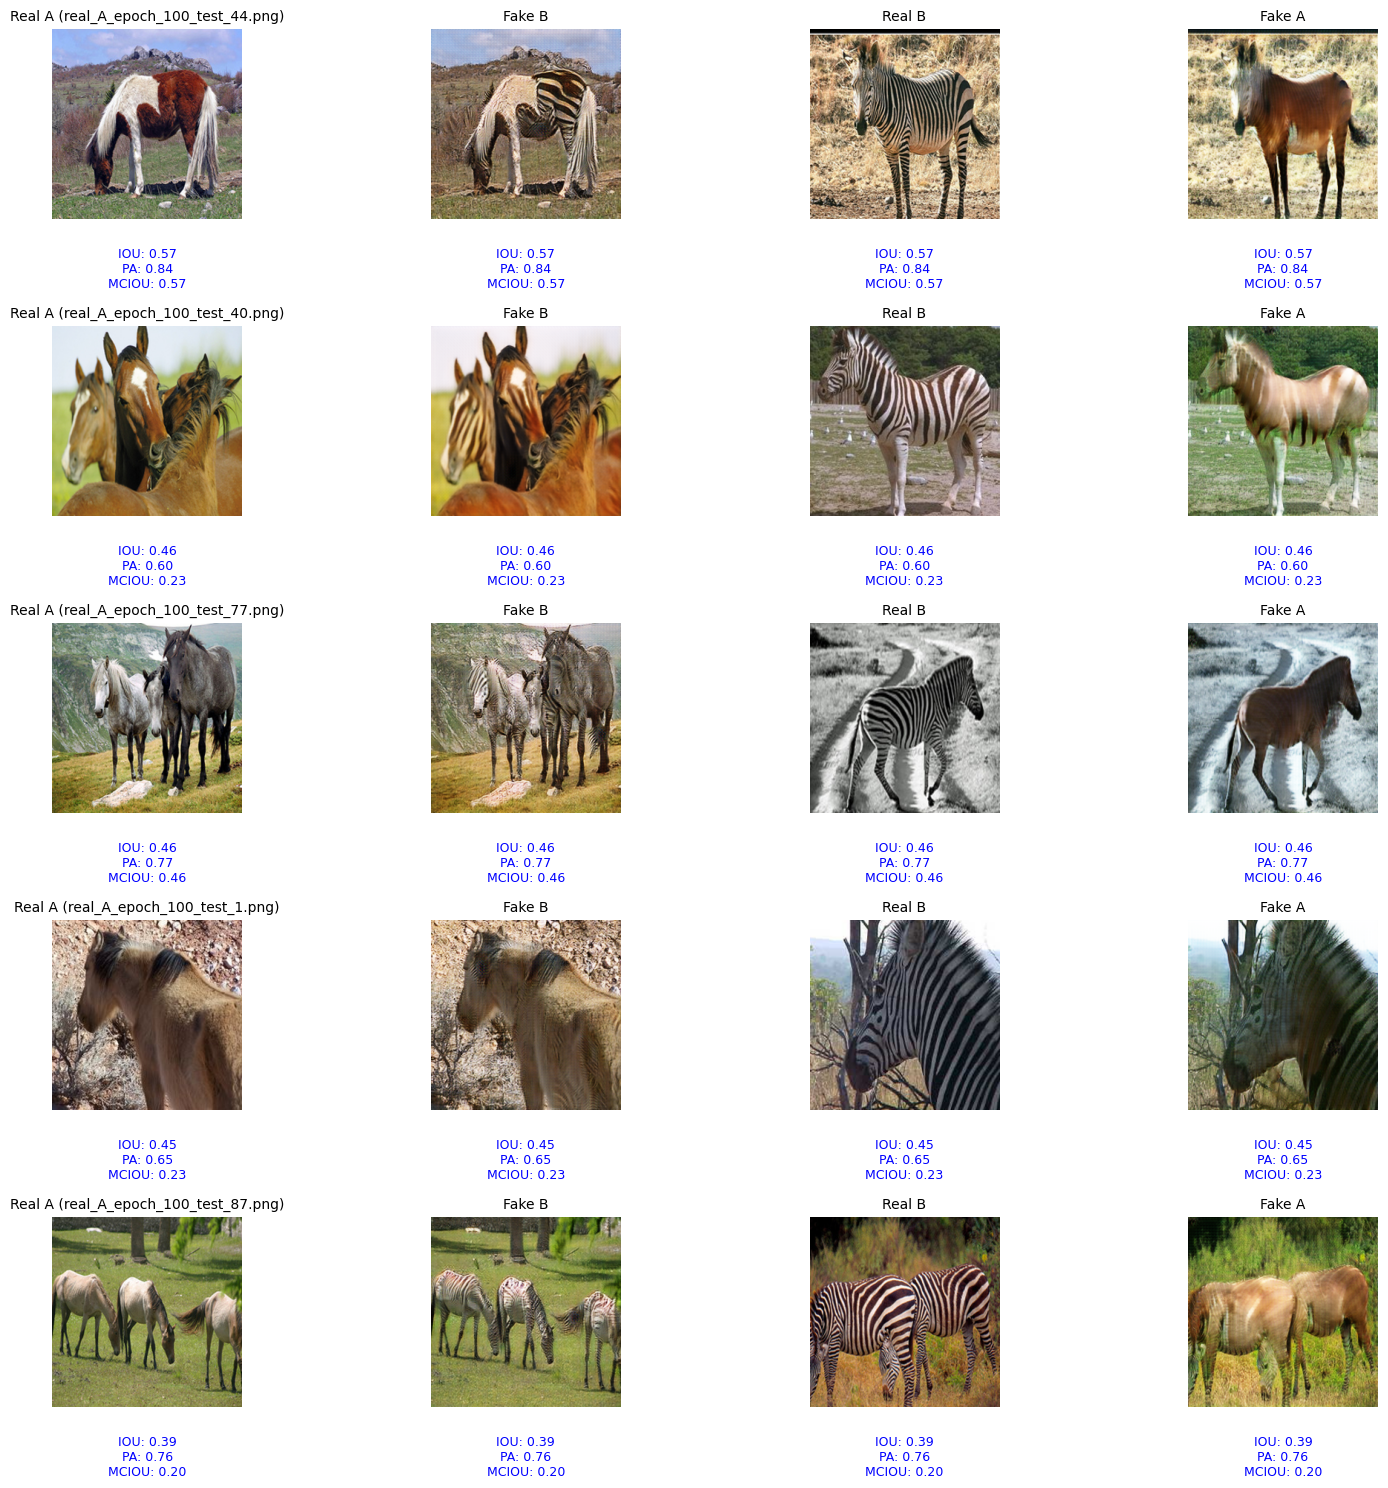 Real A (real_A_epoch_100_test_44.png)
Fake B
Real B
Fake A
IOU: 0.57
PA: 0.84
MCIOU: 0.57
IOU: 0.57
PA: 0.84
MCIOU: 0.57
IOU: 0.57
PA: 0.84
MCIOU: 0.57
IOU: 0.57
PA: 0.84
MCIOU: 0.57
Real A (real_A_epoch_100_test_40.png)
Fake B
Real B
Fake A
IOU: 0.46
PA: 0.60
MCIOU: 0.23
IOU: 0.46
PA: 0.60
MCIOU: 0.23
IOU: 0.46
PA: 0.60
MCIOU: 0.23
IOU: 0.46
PA: 0.60
MCIOU: 0.23
Real A (real_A_epoch_100_test_77.png)
Fake B
Real B
Fake A
IOU: 0.46
PA: 0.77
MCIOU: 0.46
IOU: 0.46
PA: 0.77
MCIOU: 0.46
IOU: 0.46
PA: 0.77
MCIOU: 0.46
IOU: 0.46
PA: 0.77
MCIOU: 0.46
Real A (real_A_epoch_100_test_1.png)
Fake B
Real B
Fake A
IOU: 0.45
PA: 0.65
MCIOU: 0.23
IOU: 0.45
PA: 0.65
MCIOU: 0.23
IOU: 0.45
PA: 0.65
MCIOU: 0.23
IOU: 0.45
PA: 0.65
MCIOU: 0.23
Real A (real_A_epoch_100_test_87.png)
Fake B
Real B
Fake A
IOU: 0.39
PA: 0.76
MCIOU: 0.20
IOU: 0.39
PA: 0.76
MCIOU: 0.20
IOU: 0.39
PA: 0.76
MCIOU: 0.20
IOU: 0.39
PA: 0.76
MCIOU: 0.20